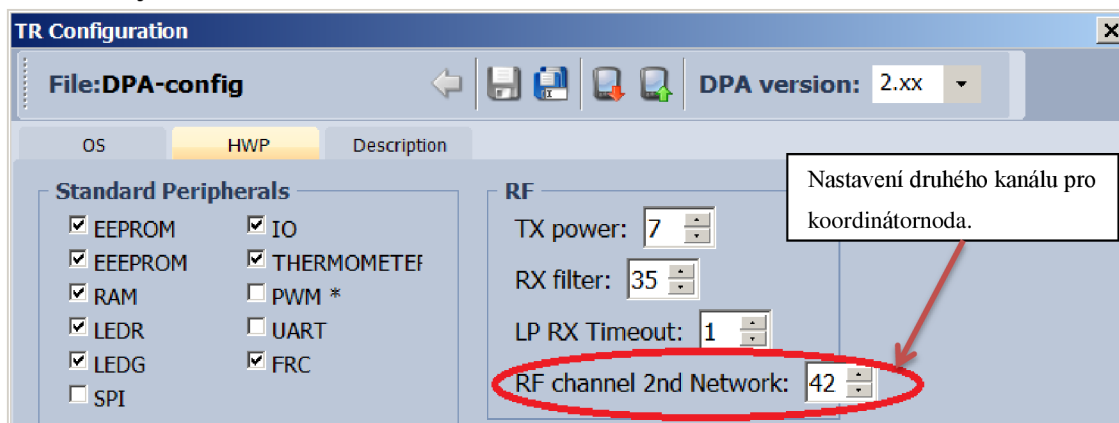 TR Configuration
File:DPA-config
DPA version: 2.xx
OS HWP Description
Nastavení druhého kanálu pro
koordinátornoda.
Standard Peripherals
EEPROM IO
EEEPROM THERMOMETEF
RAM PWM *
LEDR UART
LEDG FRC
SPI
RF
TX power: 7
RX filter: 35
LP RX Timeout: 1
RF channel 2nd Network: 42